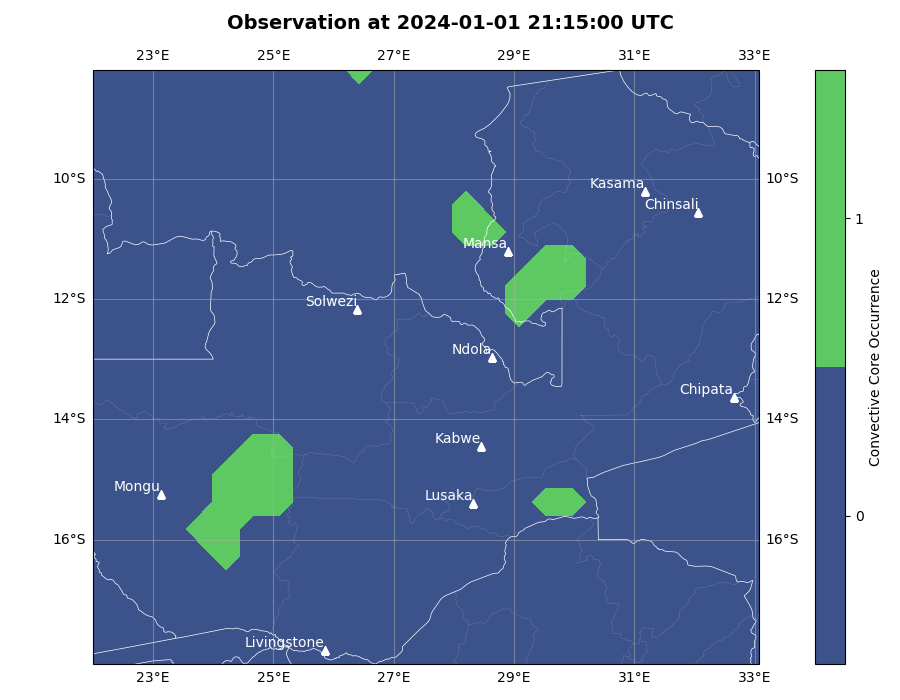 Observation at 2024-01-01 21:15:00 UTC
23°E 25°E 27°E 29°E 31°E 33°E
10°S 10°S
Kasama
Chinsali
Mansa
12°S 12°S
Solwezi
Ndola
Chipata
14°S 14°S
Kabwe
Mongu
Lusaka
16°S 16°S
Livingstone
23°E 25°E 27°E 29°E 31°E 33°E
1
0
Convective Core Occurrence